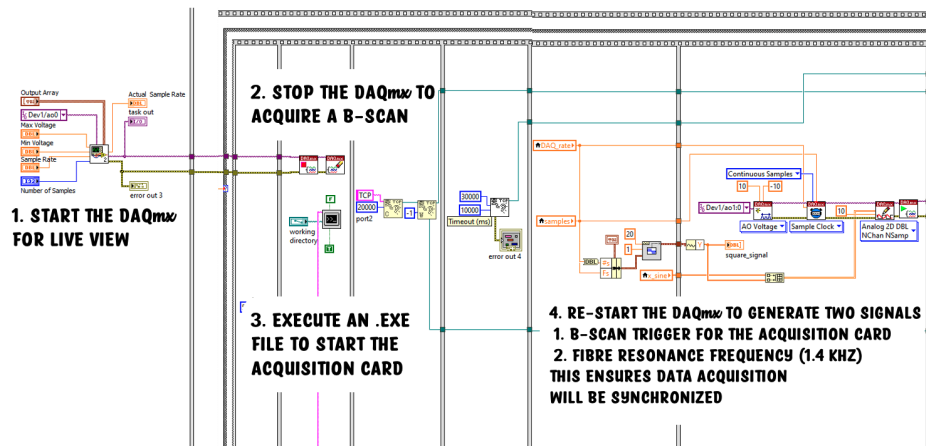 Output Array
Actual Sample Rate
Dev1/ao0
task out
Max Voltage
Min Voltage
Sample Rate
Number of Samples
error out 3
1. START THE DAQmx
FOR LIVE VIEW
2. STOP THE DAQmx TO
ACQUIRE A B-SCAN
working
directory
TCP
20000
port2
-1
3. EXECUTE AN .EXE
FILE TO START THE
ACQUISITION CARD
30000
10000
Timeout (ms)
error out 4
DAQ_rate
samples
DBL
#s
Fs
20
1
x_sine
square_signal
Continuous Samples
10
-10
Dev1/ao1:0
AO Voltage
Sample Clock
10
Analog 2D DBL
NChan NSamp
4. RE-START THE DAQmx TO GENERATE TWO SIGNALS
1. B-SCAN TRIGGER FOR THE ACQUISITION CARD
2. FIBRE RESONANCE FREQUENCY (1.4 KHZ)
THIS ENSURES DATA ACQUISITION
WILL BE SYNCHRONIZED